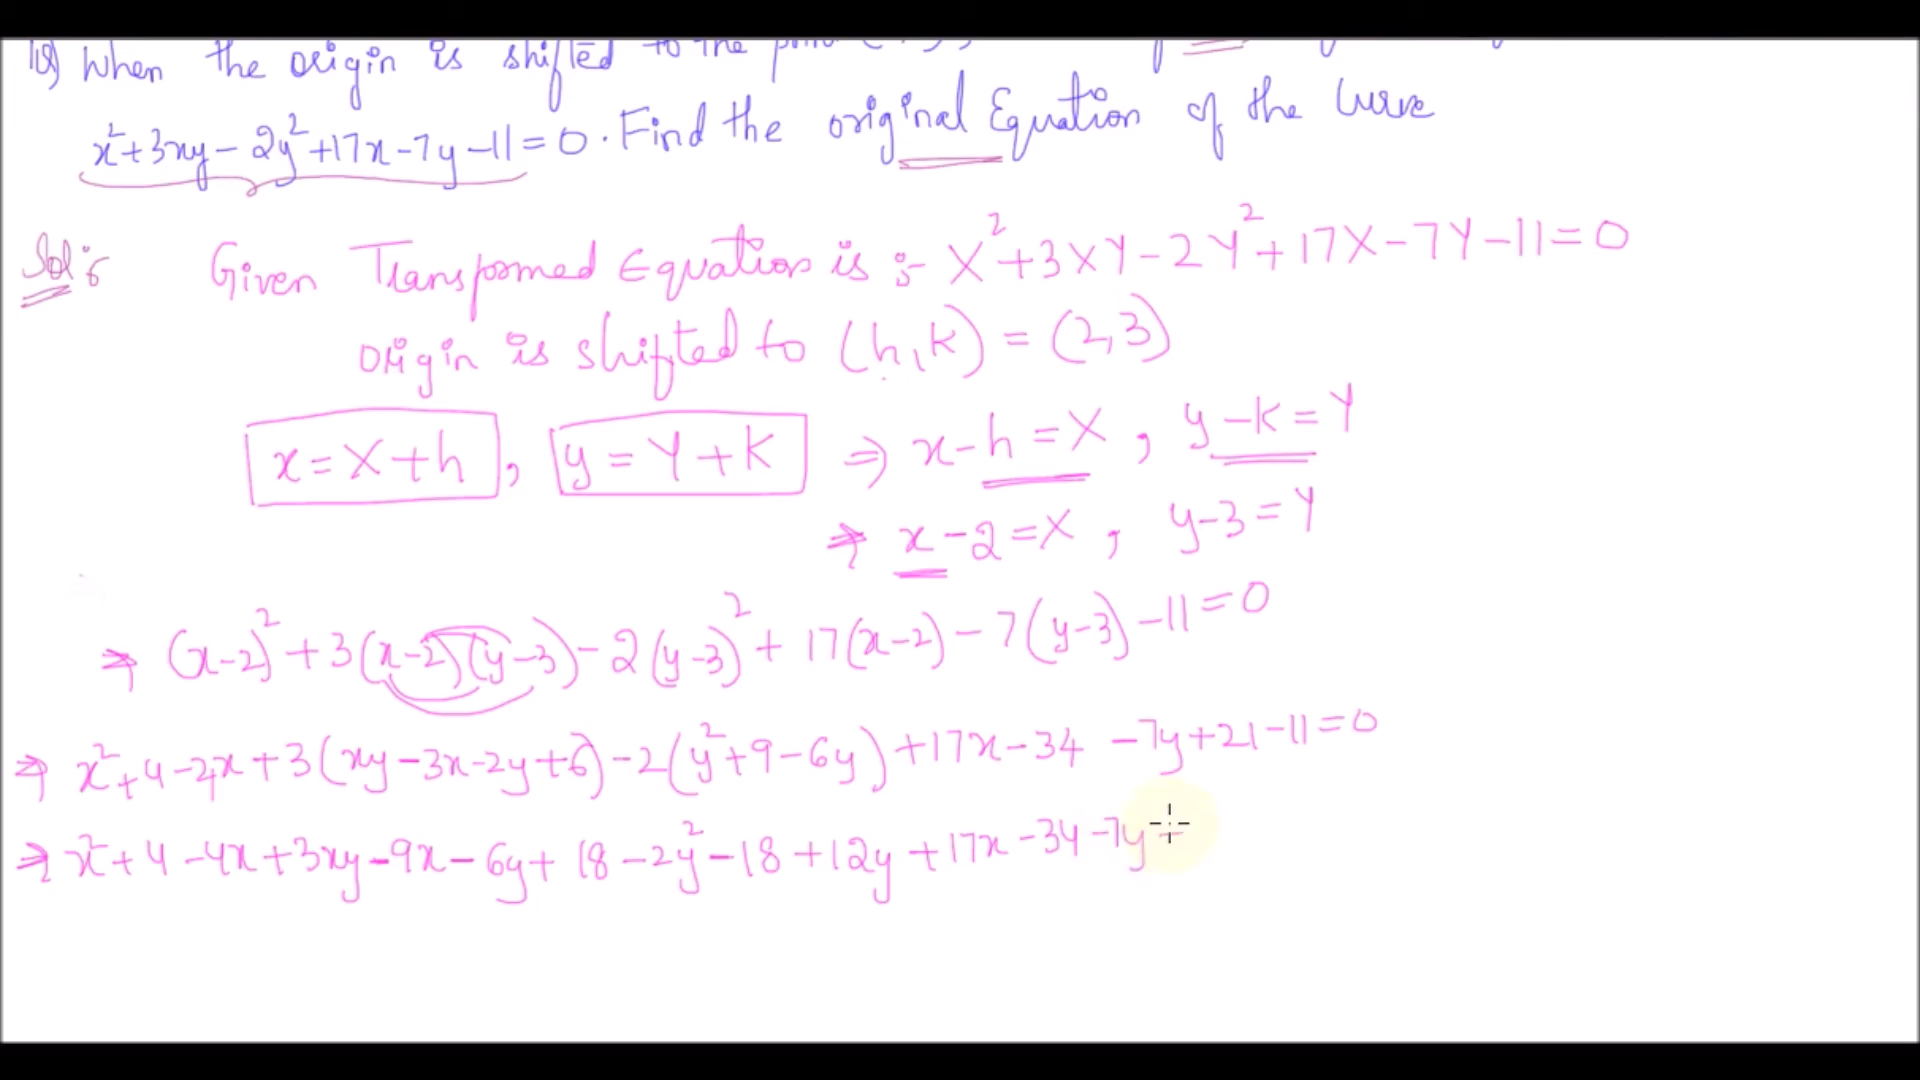 When the origin is shifted to the
x²+3xy-2y²+17x-7y-11=0. Find the original Equation of the Curve
Sol: Given Transformed Equation is :- X²+3XY-2Y²+17X-7Y-11=0
origin is shifted to (h,k) = (2,3)
x=X+h, y=Y+k ⇒ x-h=X, y-k=Y
⇒ x-2=X, y-3=Y
⇒ (x-2)²+3(x-2)(y-3)-2(y-3)²+17(x-2)-7(y-3)-11=0
⇒ x²+4-4x+3(xy-3x-2y+6)-2(y²+9-6y)+17x-34 -7y+21-11=0
⇒ x²+4-4x+3xy-9x-6y+18-2y²-18+12y+17x-34-7y